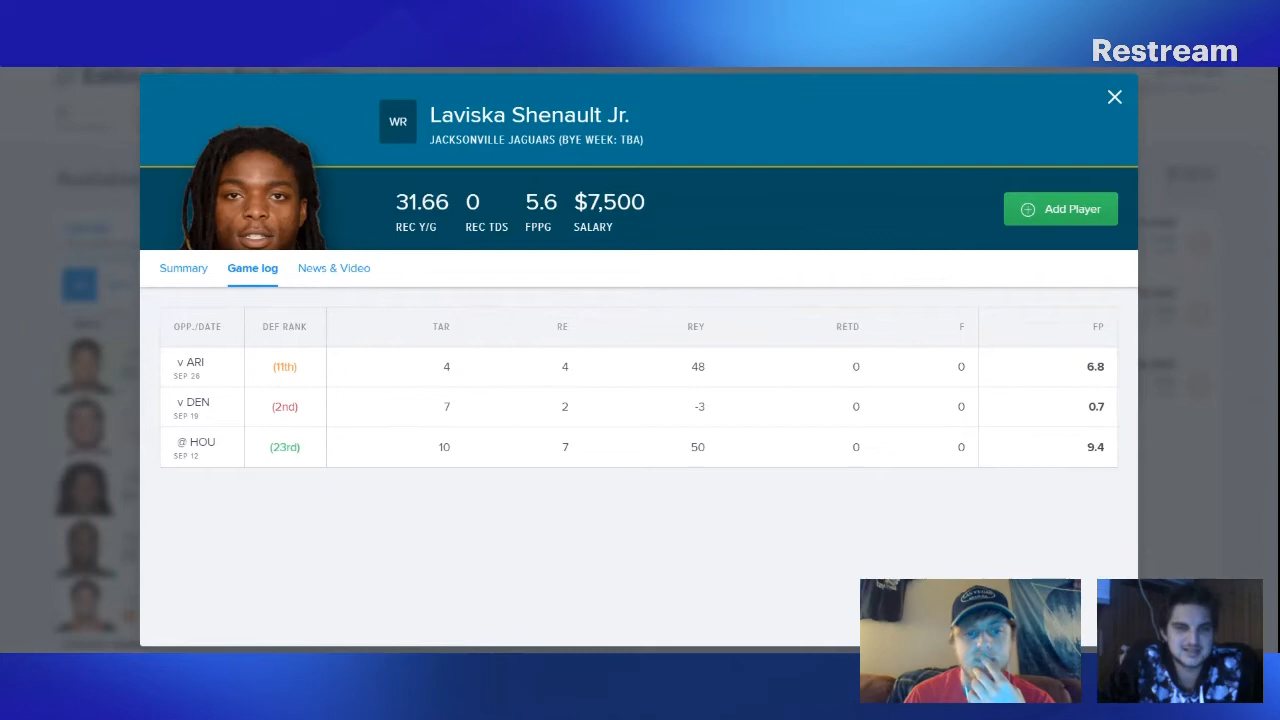 Restream
WR
Laviska Shenault Jr.
JACKSONVILLE JAGUARS (BYE WEEK: TBA)
31.66 0 5.6 $7,500
REC Y/G REC TDS FPPG SALARY
Add Player
Summary Game log News & Video
OPP./DATE DEF RANK TAR RE REY RETD F FP
v ARI (11th) 4 4 48 0 0 6.8
SEP 26
v DEN (2nd) 7 2 -3 0 0 0.7
SEP 19
@ HOU (23rd) 10 7 50 0 0 9.4
SEP 12